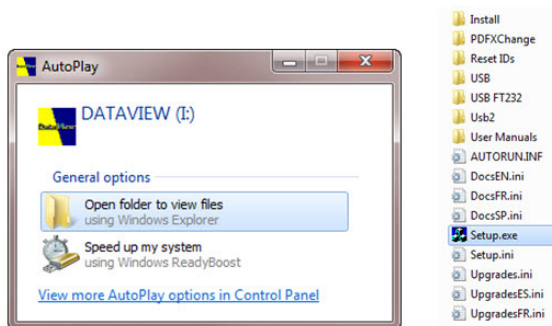 AutoPlay
DataView
DATAVIEW (I:)
General options
Open folder to view files
using Windows Explorer
Speed up my system
using Windows ReadyBoost
View more AutoPlay options in Control Panel
Install
PDFXChange
Reset IDs
USB
USB FT232
Usb2
User Manuals
AUTORUN.INF
DocsEN.ini
DocsFR.ini
DocsSP.ini
Setup.exe
Setup.ini
Upgrades.ini
UpgradesES.ini
UpgradesFR.ini